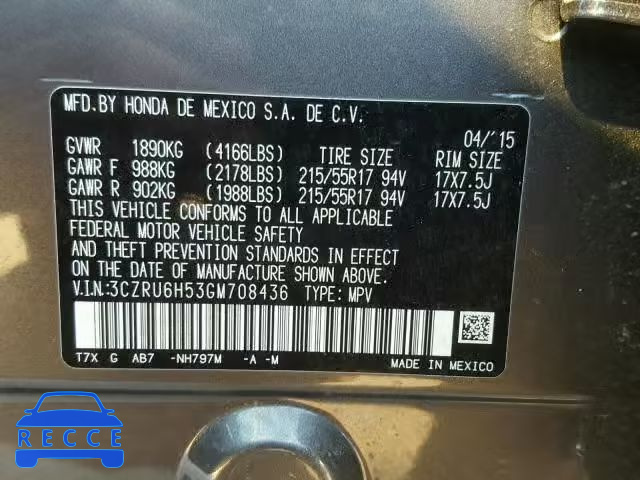 MFD.BY HONDA DE MEXICO S.A. DE C.V.
04/'15
GVWR 1890KG (4166LBS) TIRE SIZE RIM SIZE
GAWR F 988KG (2178LBS) 215/55R17 94V 17X7.5J
GAWR R 902KG (1988LBS) 215/55R17 94V 17X7.5J
THIS VEHICLE CONFORMS TO ALL APPLICABLE
FEDERAL MOTOR VEHICLE SAFETY
AND THEFT PREVENTION STANDARDS IN EFFECT
ON THE DATE OF MANUFACTURE SHOWN ABOVE.
V.I.N:3CZRU6H53GM708436 TYPE: MPV
T7X G AB7 -NH797M -A -M MADE IN MEXICO
RECCE